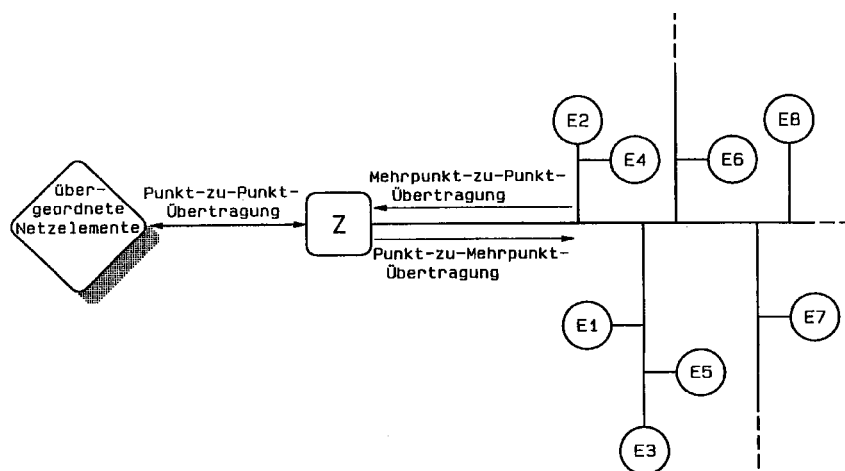 über-
geordnete
Netzelemente
Punkt-zu-Punkt-
Übertragung
Z
Mehrpunkt-zu-Punkt-
Übertragung
Punkt-zu-Mehrpunkt-
Übertragung
E2
E4
E6
E8
E1
E5
E3
E7